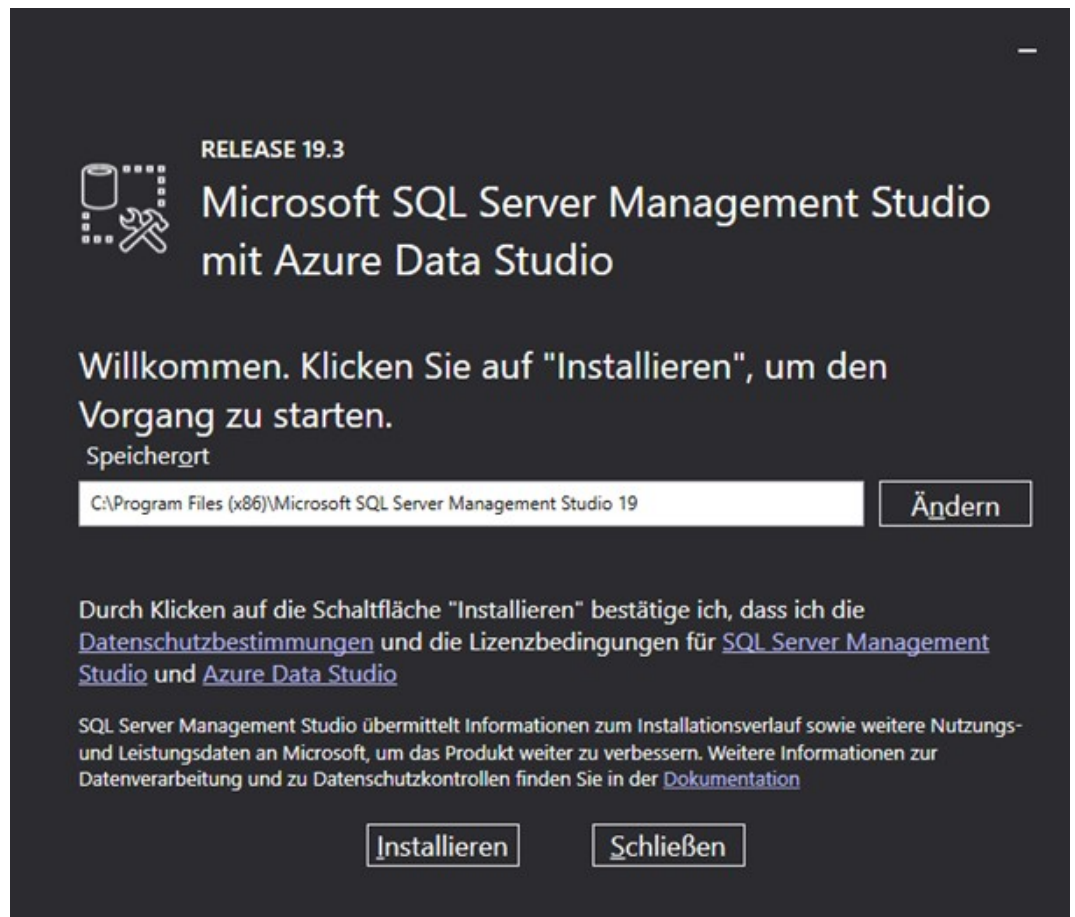 RELEASE 19.3
Microsoft SQL Server Management Studio
mit Azure Data Studio
Willkommen. Klicken Sie auf "Installieren", um den
Vorgang zu starten.
Speicherort
C:\Program Files (x86)\Microsoft SQL Server Management Studio 19
Ändern
Durch Klicken auf die Schaltfläche "Installieren" bestätige ich, dass ich die
Datenschutzbestimmungen und die Lizenzbedingungen für SQL Server Management
Studio und Azure Data Studio
SQL Server Management Studio übermittelt Informationen zum Installationsverlauf sowie weitere Nutzungs-
und Leistungsdaten an Microsoft, um das Produkt weiter zu verbessern. Weitere Informationen zur
Datenverarbeitung und zu Datenschutzkontrollen finden Sie in der Dokumentation
Installieren
Schließen